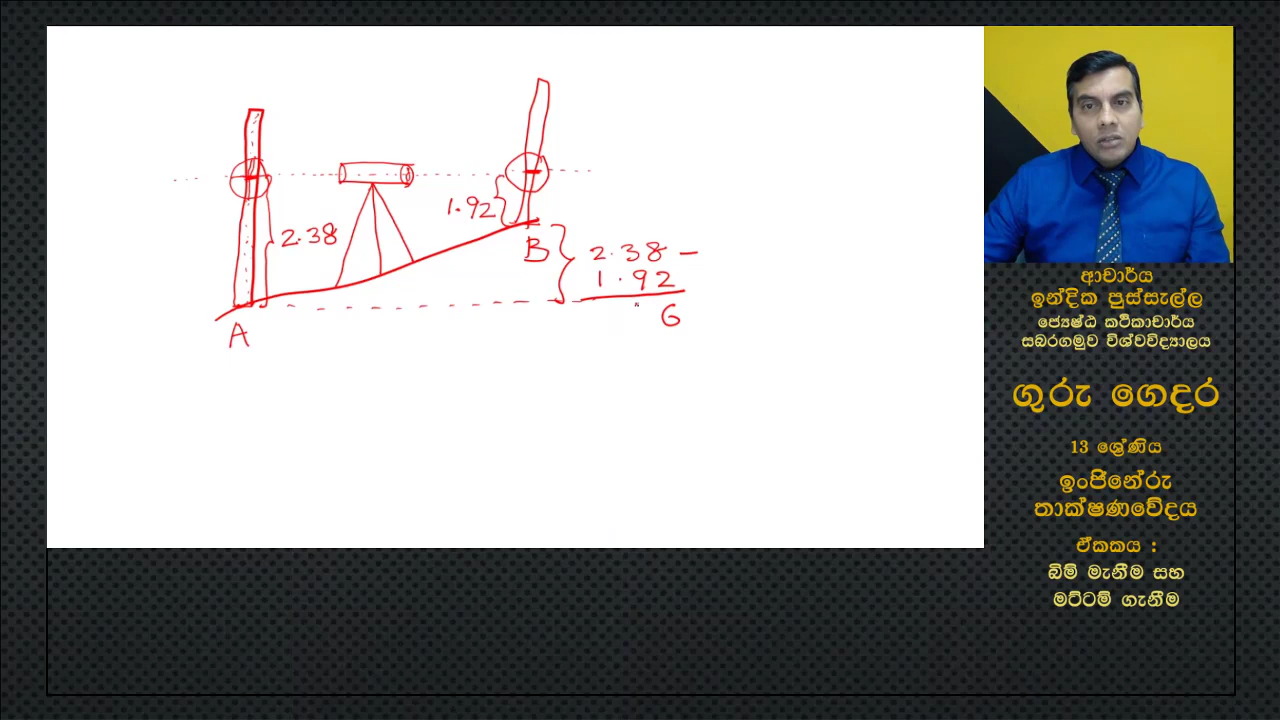 2.38
1.92
A
B
2.38 –
1.92
6
ආචාර්ය
ඉන්දික පුස්සැල්ල
ජ්‍යෙෂ්ඨ කථිකාචාර්ය
සබරගමුව විශ්වවිද්‍යාලය
ගුරු ගෙදර
13 ශ්‍රේණිය
ඉංජිනේරු
තාක්ෂණවේදය
ඒකකය :
බිම් මැනීම සහ
මට්ටම් ගැනීම